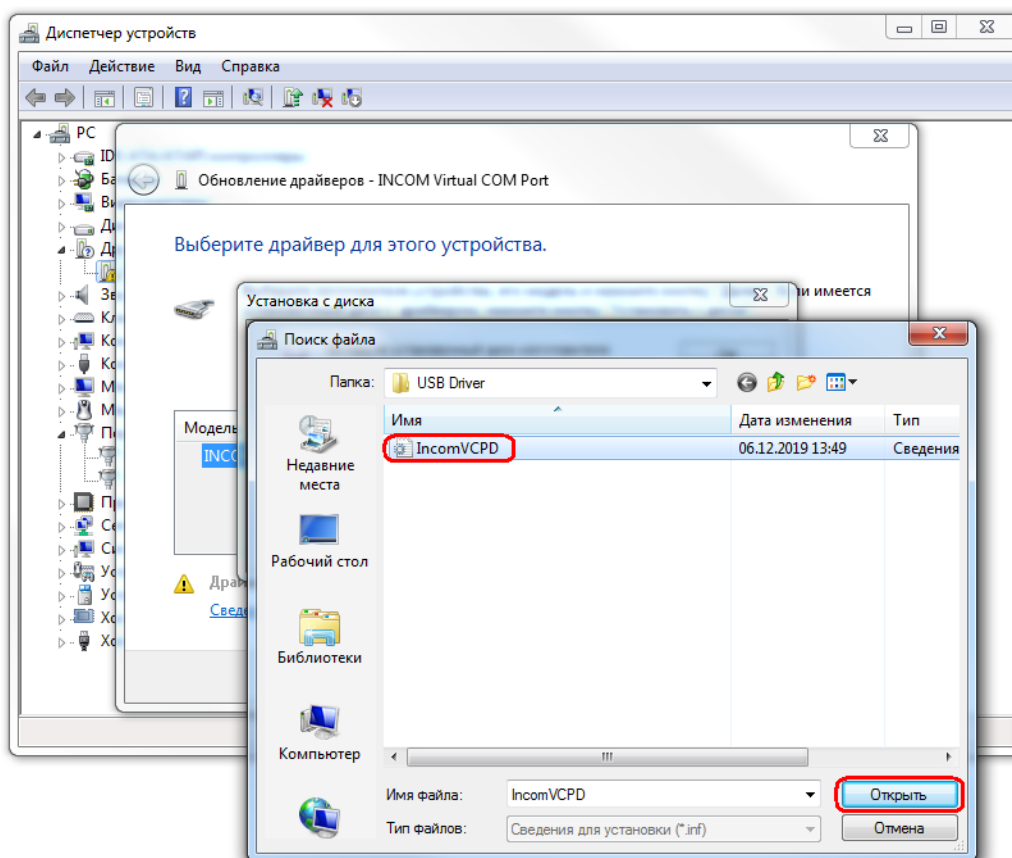 Диспетчер устройств
Файл Действие Вид Справка
PC
Обновление драйверов - INCOM Virtual COM Port
Выберите драйвер для этого устройства.
Установка с диска
имеется
Поиск файла
Папка: USB Driver
Имя Дата изменения Тип
IncomVCPD 06.12.2019 13:49 Сведения
Недавние
места
Рабочий стол
Библиотеки
Компьютер
Имя файла: IncomVCPD Открыть
Тип файлов: Сведения для установки (*.inf) Отмена